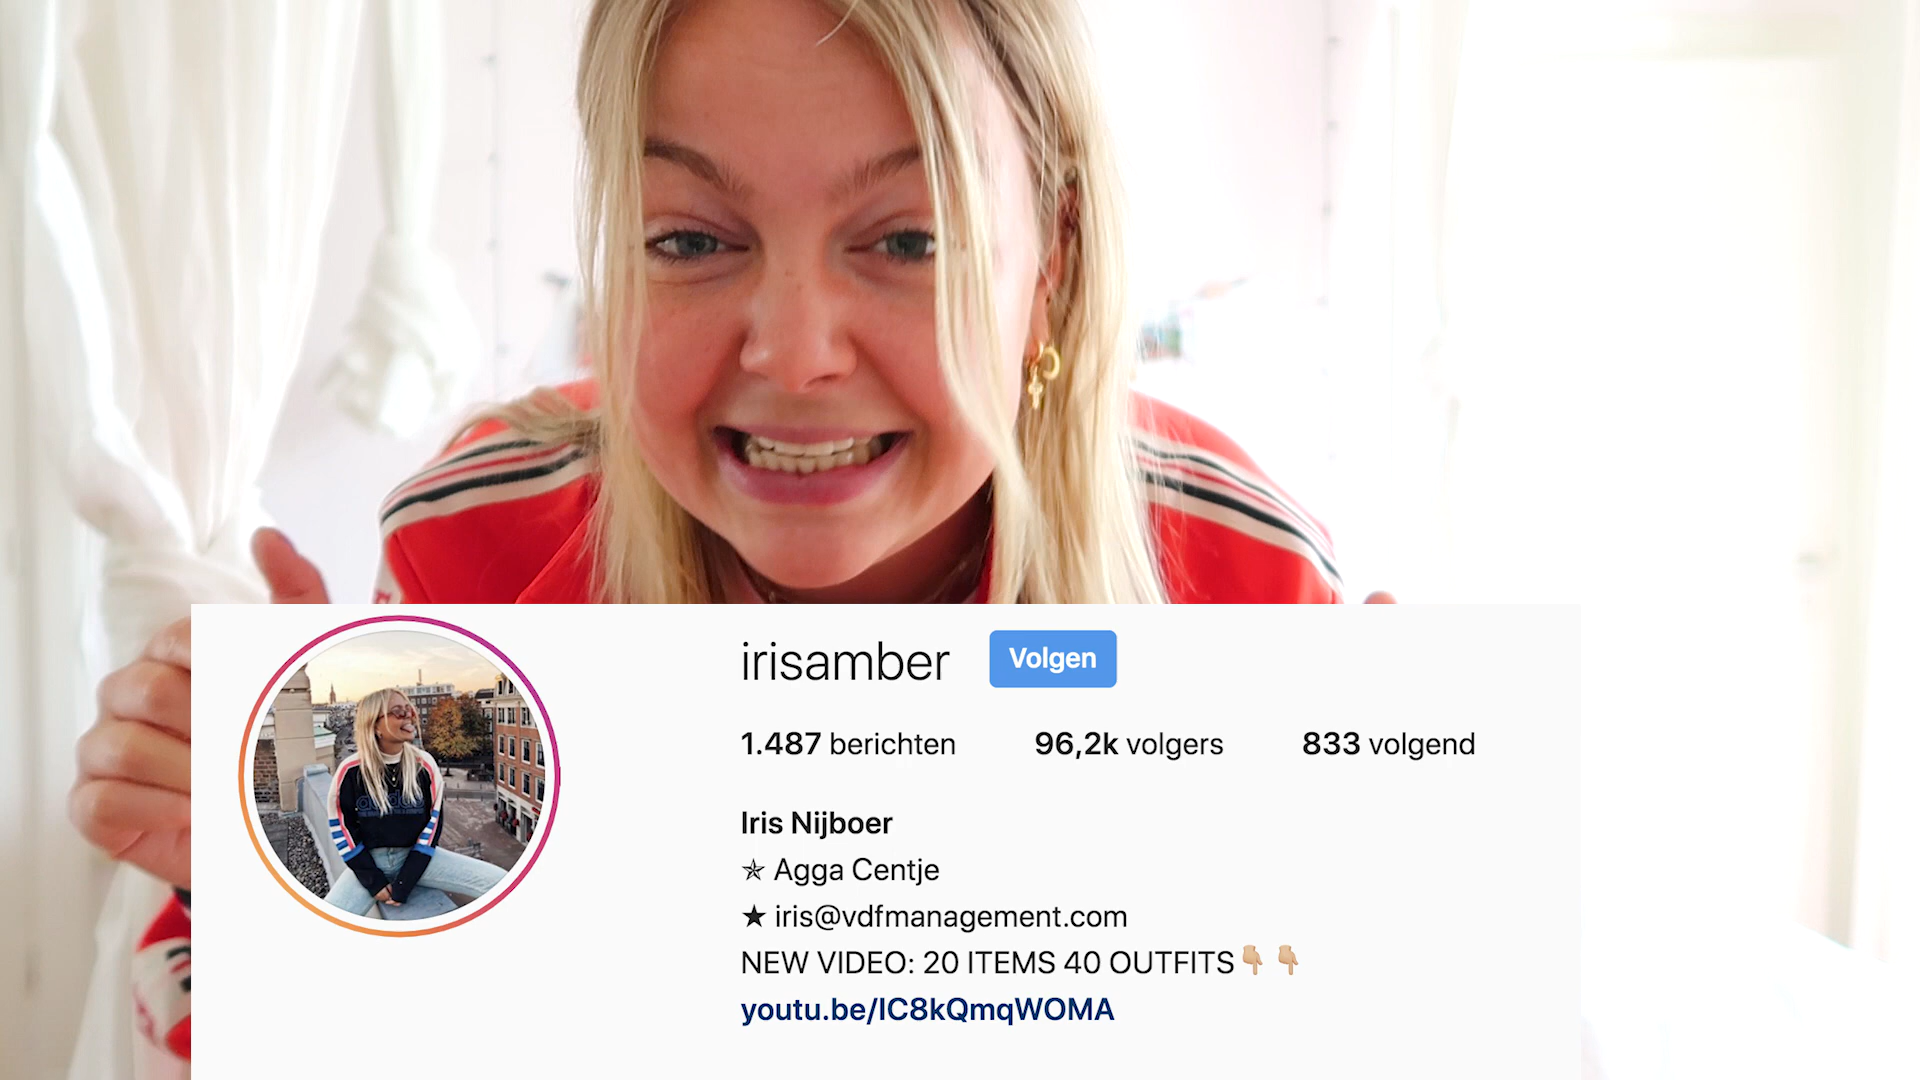 irisamber Volgen
1.487 berichten 96,2k volgers 833 volgend
Iris Nijboer
✯ Agga Centje
★ iris@vdfmanagement.com
NEW VIDEO: 20 ITEMS 40 OUTFITS👇🏼👇🏼
youtu.be/IC8kQmqWOMA
adidas